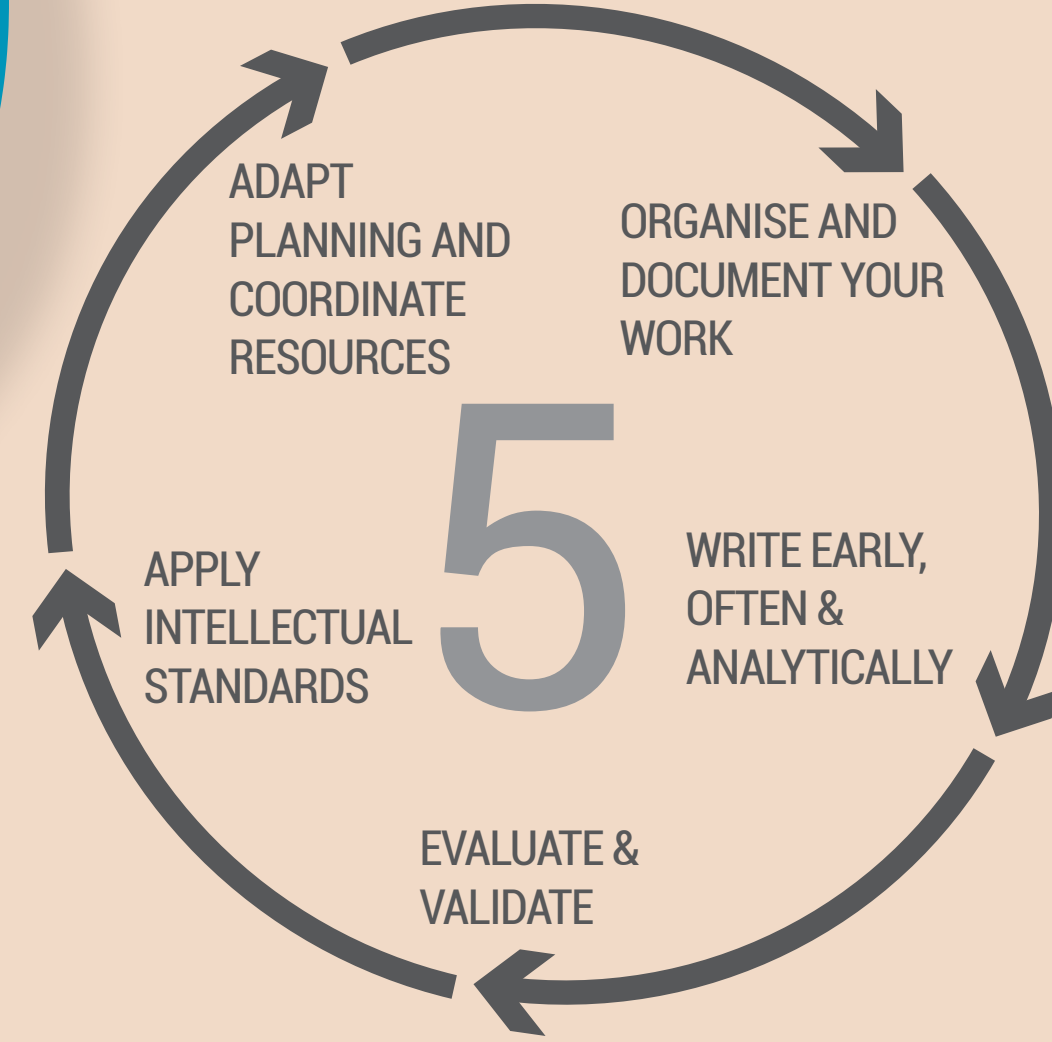 ADAPT
PLANNING AND
COORDINATE
RESOURCES
ORGANISE AND
DOCUMENT YOUR
WORK
5
WRITE EARLY,
OFTEN &
ANALYTICALLY
APPLY
INTELLECTUAL
STANDARDS
EVALUATE &
VALIDATE